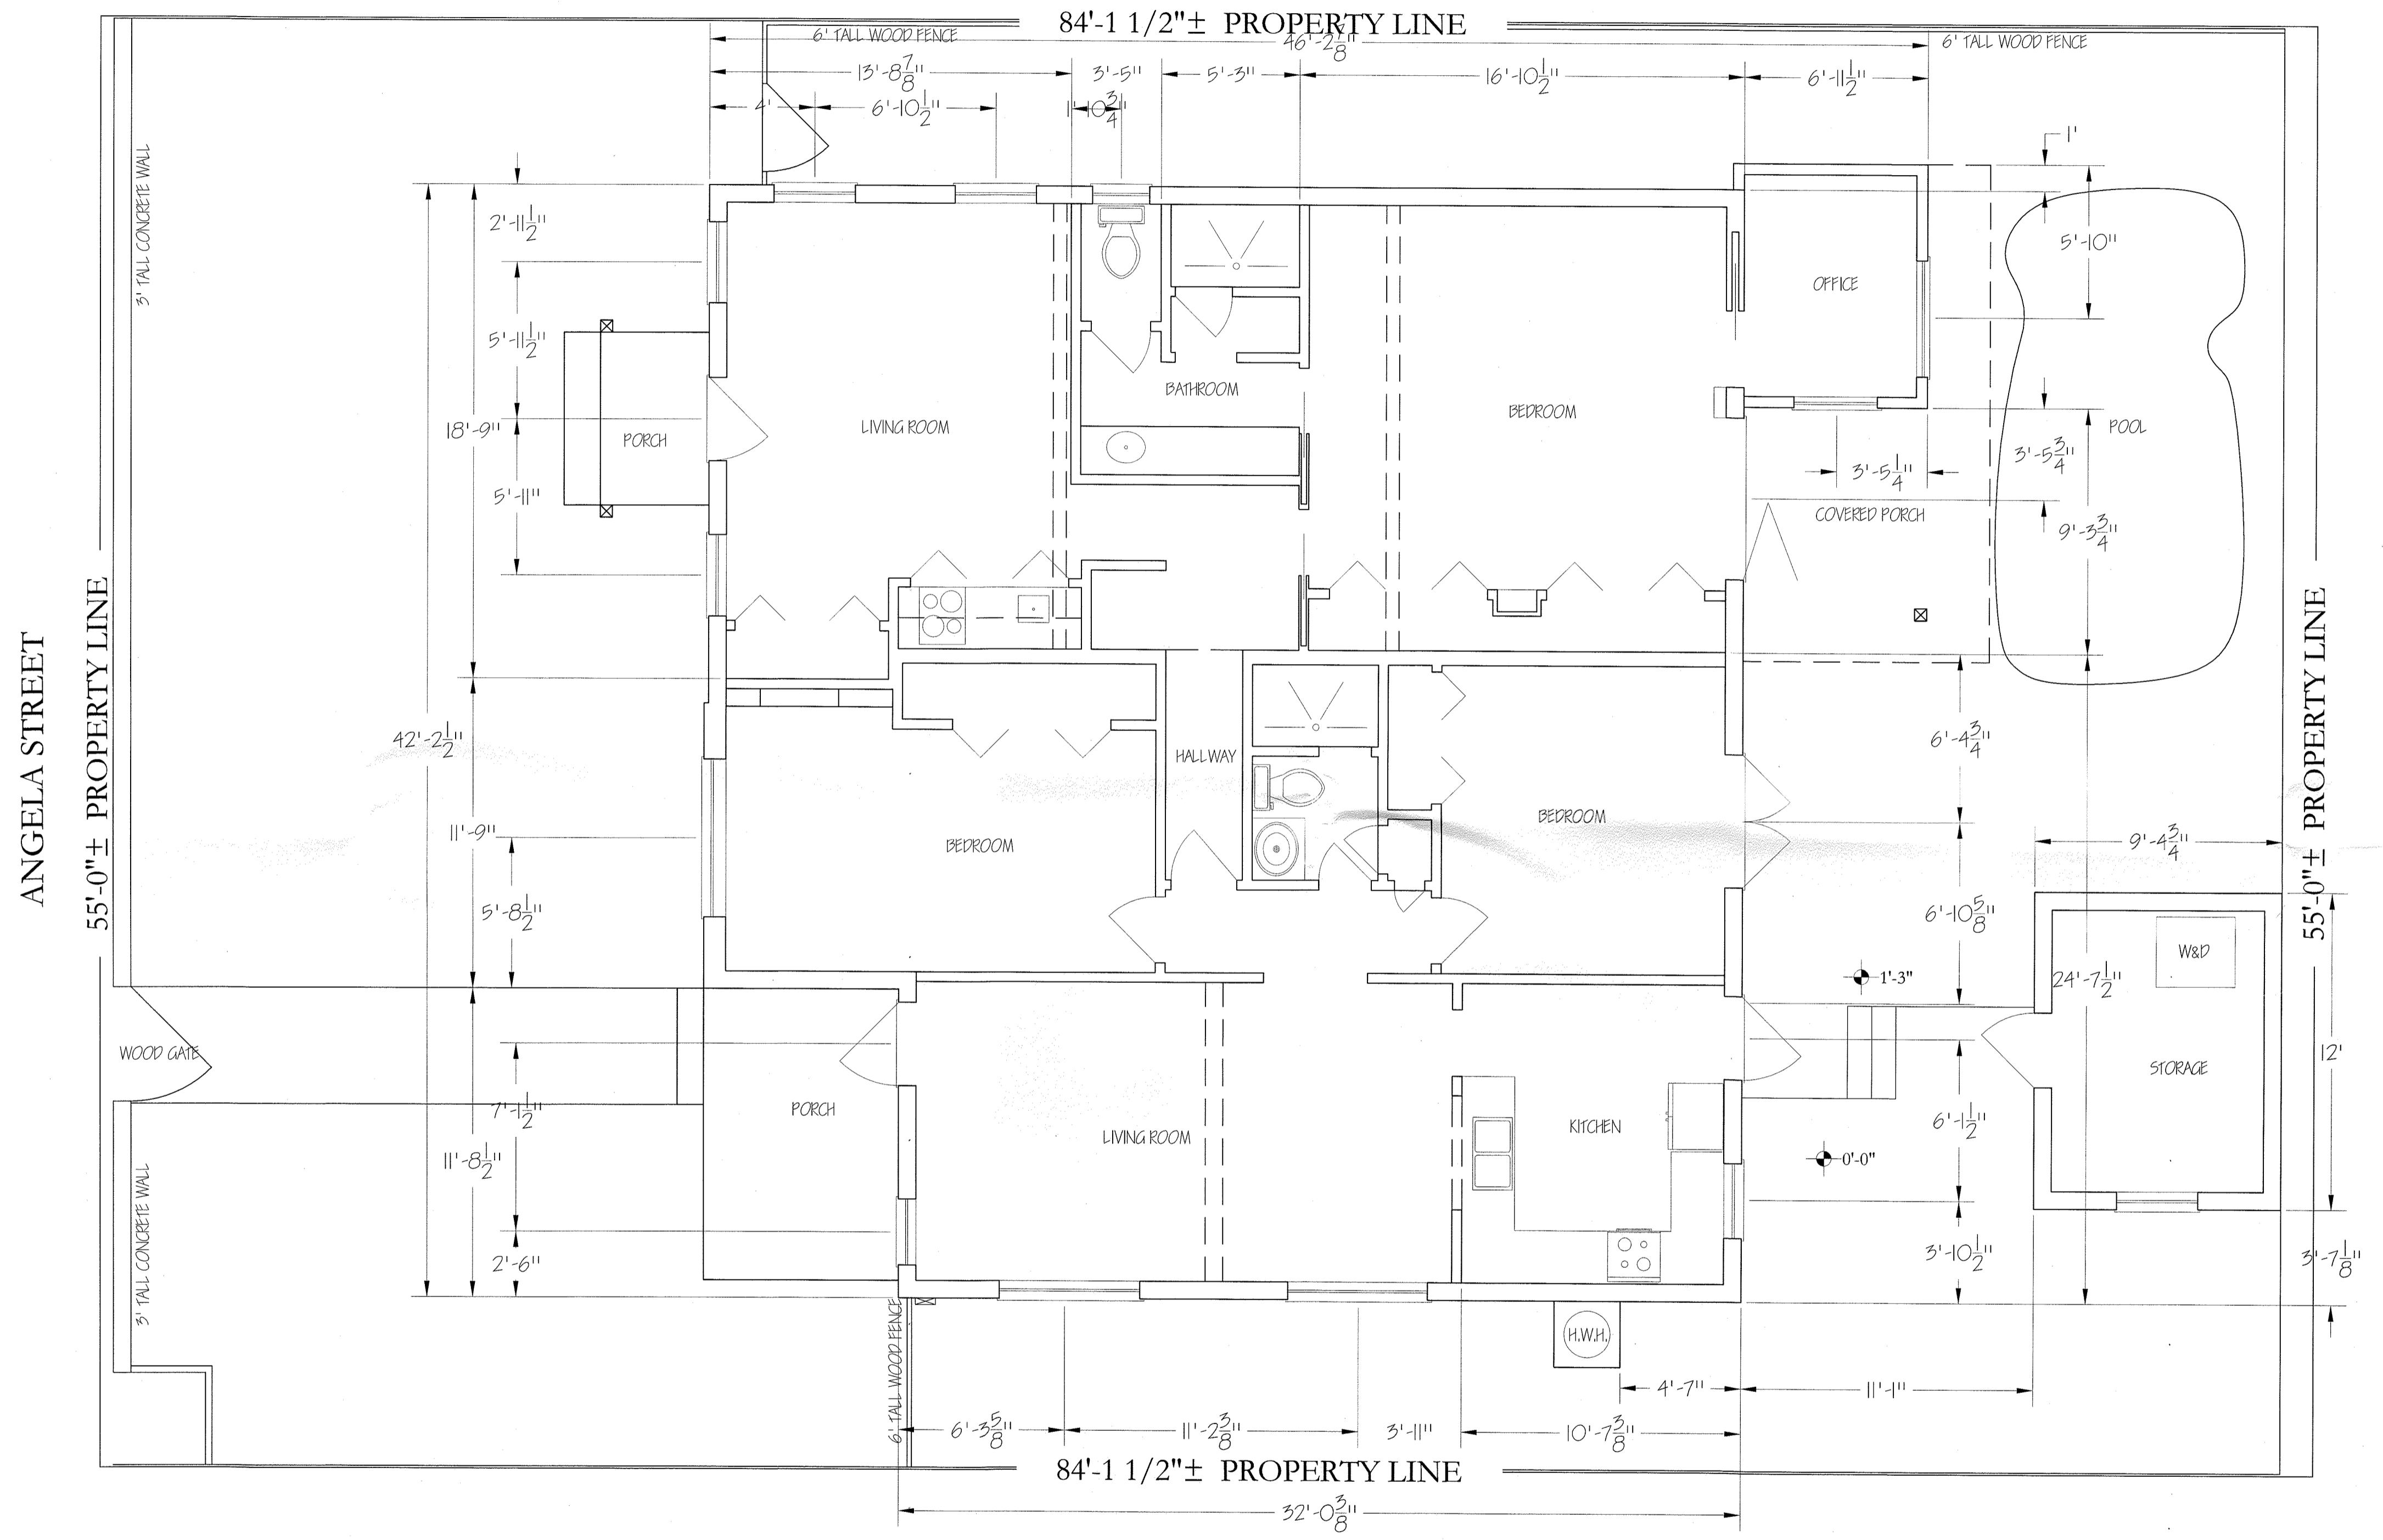 84'-1 1/2"± PROPERTY LINE
6' TALL WOOD FENCE
46'-2 1/8"
6' TALL WOOD FENCE
13'-8 7/8"
3'-5"
5'-3"
16'-10 1/2"
6'-11 1/2"
4'
6'-10 1/2"
1'-10 3/4"
1'
3' TALL CONCRETE WALL
2'-11 1/2"
5'-10"
OFFICE
5'-11 1/2"
BATHROOM
BEDROOM
LIVING ROOM
POOL
18'-9"
PORCH
3'-5 3/4"
3'-5 1/4"
5'-11"
COVERED PORCH
9'-3 3/4"
ANGELA STREET
55'-0"± PROPERTY LINE
55'-0"± PROPERTY LINE
42'-2 1/2"
6'-4 3/4"
HALLWAY
BEDROOM
11'-9"
BEDROOM
9'-4 3/4"
5'-8 1/2"
6'-10 5/8"
W&D
1'-3"
24'-7 1/2"
WOOD GATE
12'
STORAGE
7'-1 1/2"
PORCH
LIVING ROOM
KITCHEN
6'-1 1/2"
11'-8 1/2"
0'-0"
3' TALL CONCRETE WALL
2'-6"
3'-10 1/2"
3'-7 1/8"
H.W.H.
6' TALL WOOD FENCE
4'-7"
11'-1"
6'-3 5/8"
11'-2 3/8"
3'-11"
10'-7 3/8"
84'-1 1/2"± PROPERTY LINE
32'-0 3/8"